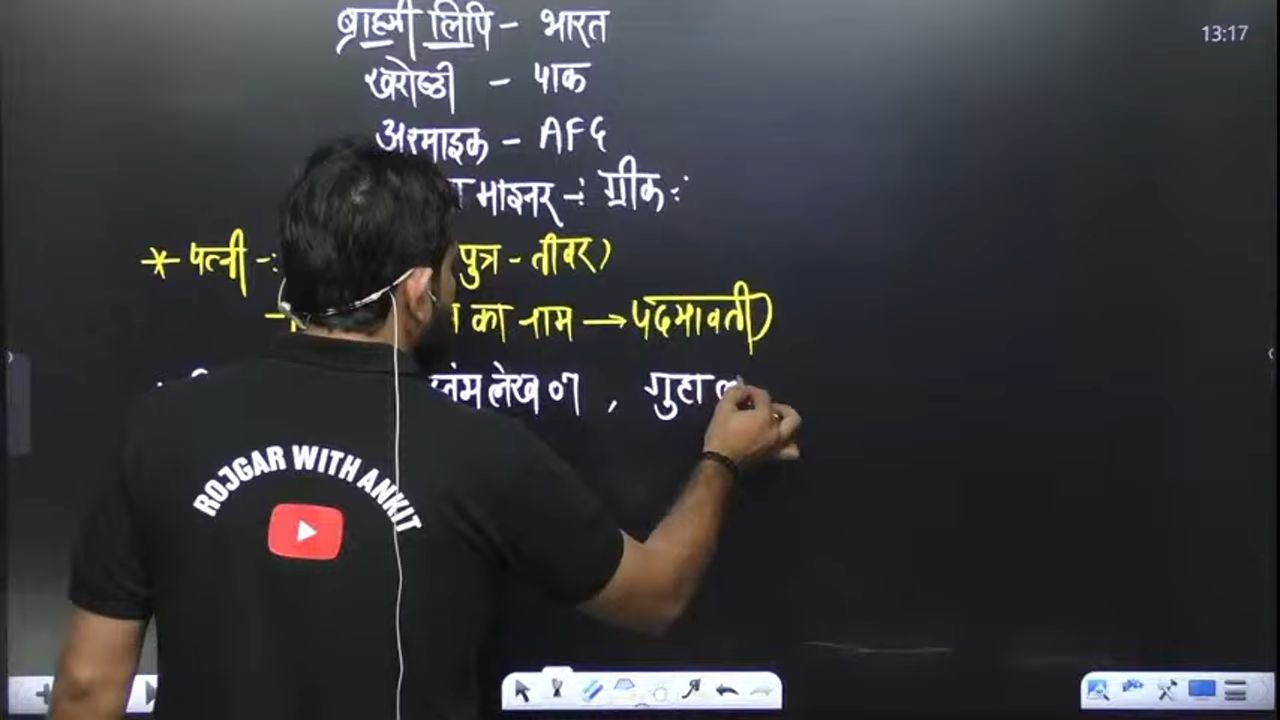 13:17
ब्राह्मी लिपि - भारत
खरोष्ठी - पाक
अरमाइक - AFG
माइनर -: ग्रीक :
* पत्नी -: पुत्र - तीवर)
का नाम → पदमावती)
लेख 07 , गुहा
ROJGAR WITH ANKIT